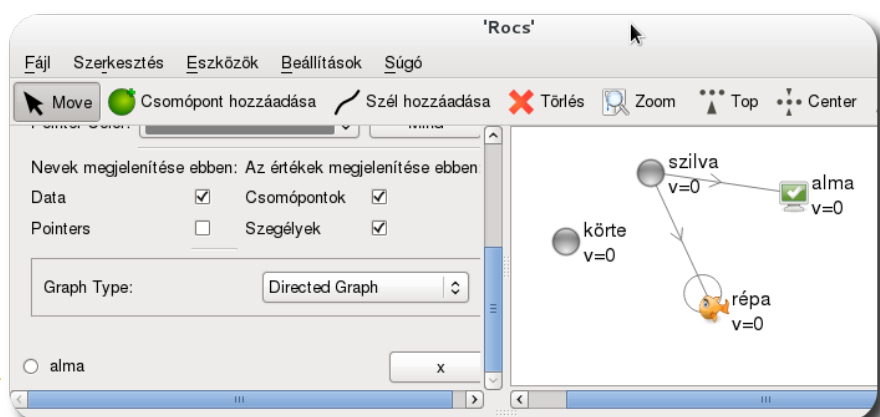 'Rocs'
Fájl Szerkesztés Eszközök Beállítások Súgó
Move Csomópont hozzáadása Szél hozzáadása Törlés Zoom Top Center
Nevek megjelenítése ebben: Az értékek megjelenítése ebben
Data Csomópontok
Pointers Szegélyek
Graph Type: Directed Graph
alma x
szilva
v=0
alma
v=0
körte
v=0
répa
v=0